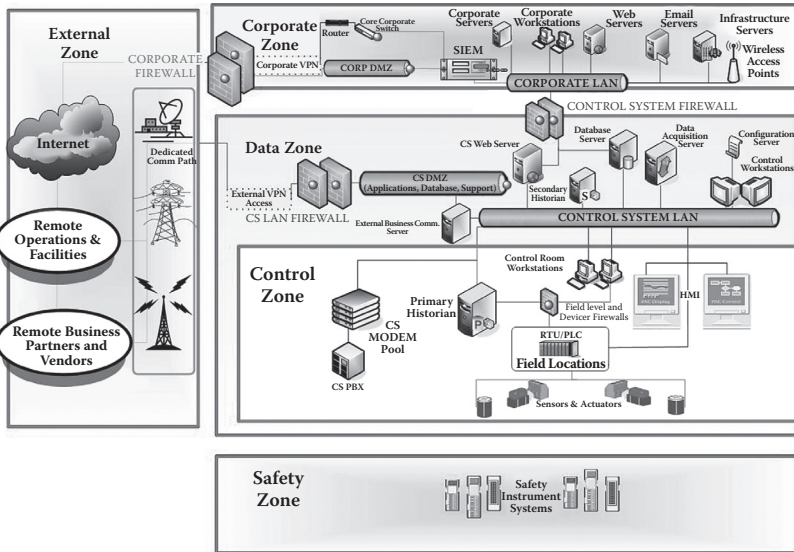 External
Zone
CORPORATE
FIREWALL
Internet
Dedicated
Comm Path
Remote
Operations &
Facilities
Remote Business
Partners and
Vendors
Corporate
Zone
Router
Core Corporate
Switch
Corporate VPN
CORP DMZ
SIEM
Corporate
Servers
Corporate
Workstations
Web
Servers
Email
Servers
Infrastructure
Servers
Wireless
Access
Points
CORPORATE LAN
CONTROL SYSTEM FIREWALL
Data Zone
External VPN
Access
CS LAN FIREWALL
CS DMZ
(Applications, Database, Support)
CS Web Server
Database
Server
Data
Acquisition
Server
Configuration
Server
Control
Workstations
Secondary
Historian
S
External Business Comm.
Server
CONTROL SYSTEM LAN
Control
Zone
CS
MODEM
Pool
CS PBX
Primary
Historian
P
Control Room
Workstations
Field level and
Devicer Firewalls
HMI
RTU/PLC
Field Locations
Sensors & Actuators
Safety
Zone
Safety
Instrument
Systems